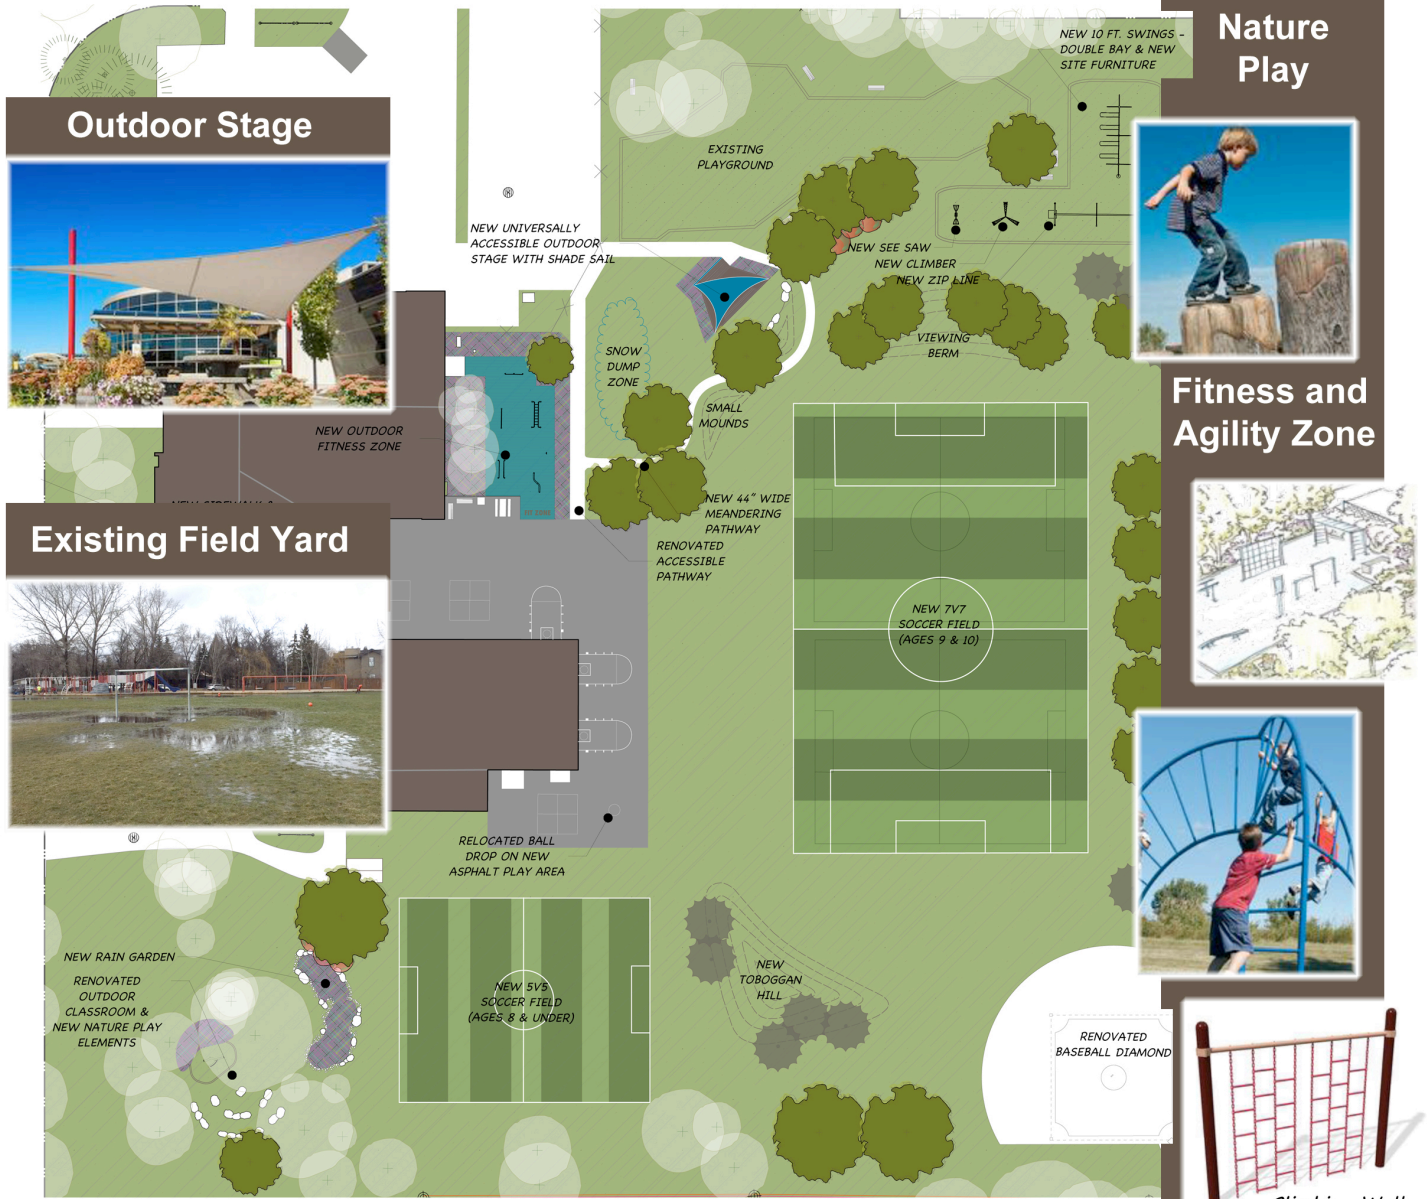 Nature
Play
NEW 10 FT. SWINGS -
DOUBLE BAY & NEW
SITE FURNITURE
Outdoor Stage
EXISTING
PLAYGROUND
NEW UNIVERSALLY
ACCESSIBLE OUTDOOR
STAGE WITH SHADE SAIL
NEW SEE SAW
NEW CLIMBER
NEW ZIP LINE
VIEWING
BERM
SNOW
DUMP
ZONE
Fitness and
Agility Zone
SMALL
MOUNDS
NEW OUTDOOR
FITNESS ZONE
NEW 44" WIDE
MEANDERING
PATHWAY
Existing Field Yard
RENOVATED
ACCESSIBLE
PATHWAY
NEW 7V7
SOCCER FIELD
(AGES 9 & 10)
RELOCATED BALL
DROP ON NEW
ASPHALT PLAY AREA
NEW RAIN GARDEN
RENOVATED
OUTDOOR
CLASSROOM &
NEW NATURE PLAY
ELEMENTS
NEW 5V5
SOCCER FIELD
(AGES 8 & UNDER)
NEW
TOBOGGAN
HILL
RENOVATED
BASEBALL DIAMOND